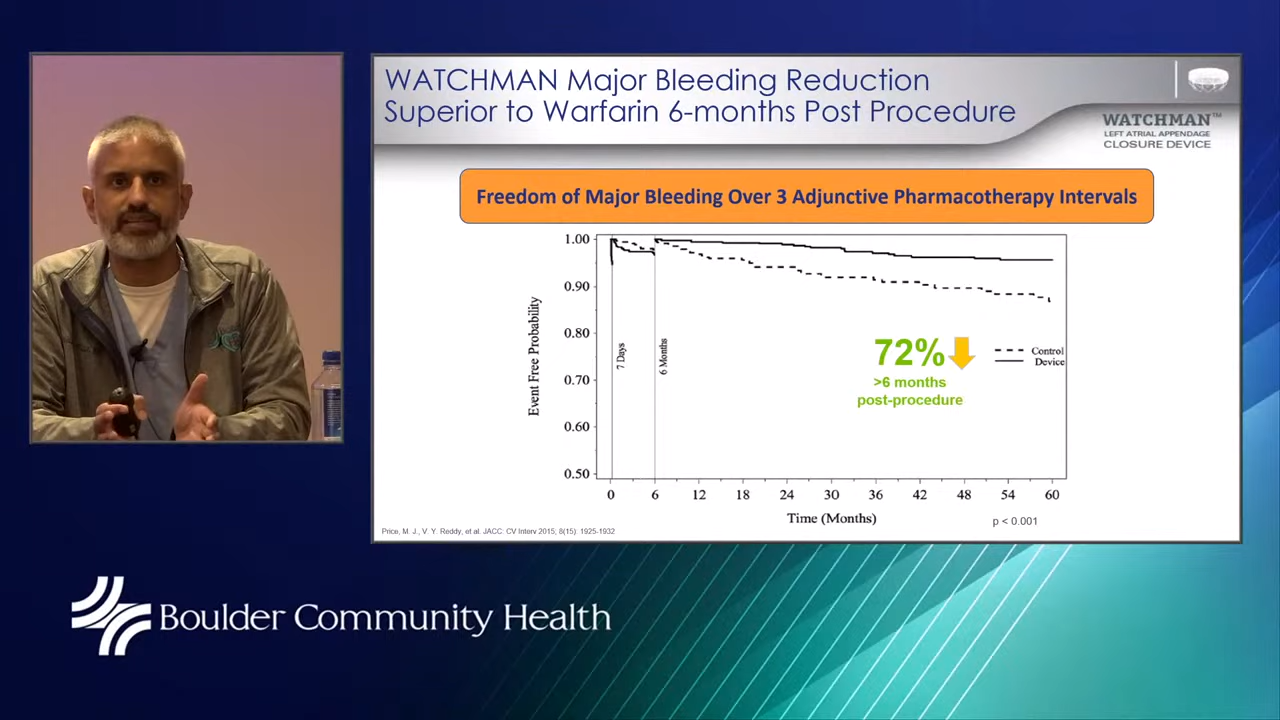 WATCHMAN Major Bleeding Reduction
Superior to Warfarin 6-months Post Procedure
WATCHMAN™
LEFT ATRIAL APPENDAGE
CLOSURE DEVICE
Freedom of Major Bleeding Over 3 Adjunctive Pharmacotherapy Intervals
1.00
0.90
0.80
0.70
0.60
0.50
Event Free Probability
7 Days
6 Months
72%
>6 months
post-procedure
Control
Device
0 6 12 18 24 30 36 42 48 54 60
Time (Months)
p < 0.001
Price, M. J., V. Y. Reddy, et al. JACC: CV Interv 2015; 8(15): 1925-1932
Boulder Community Health